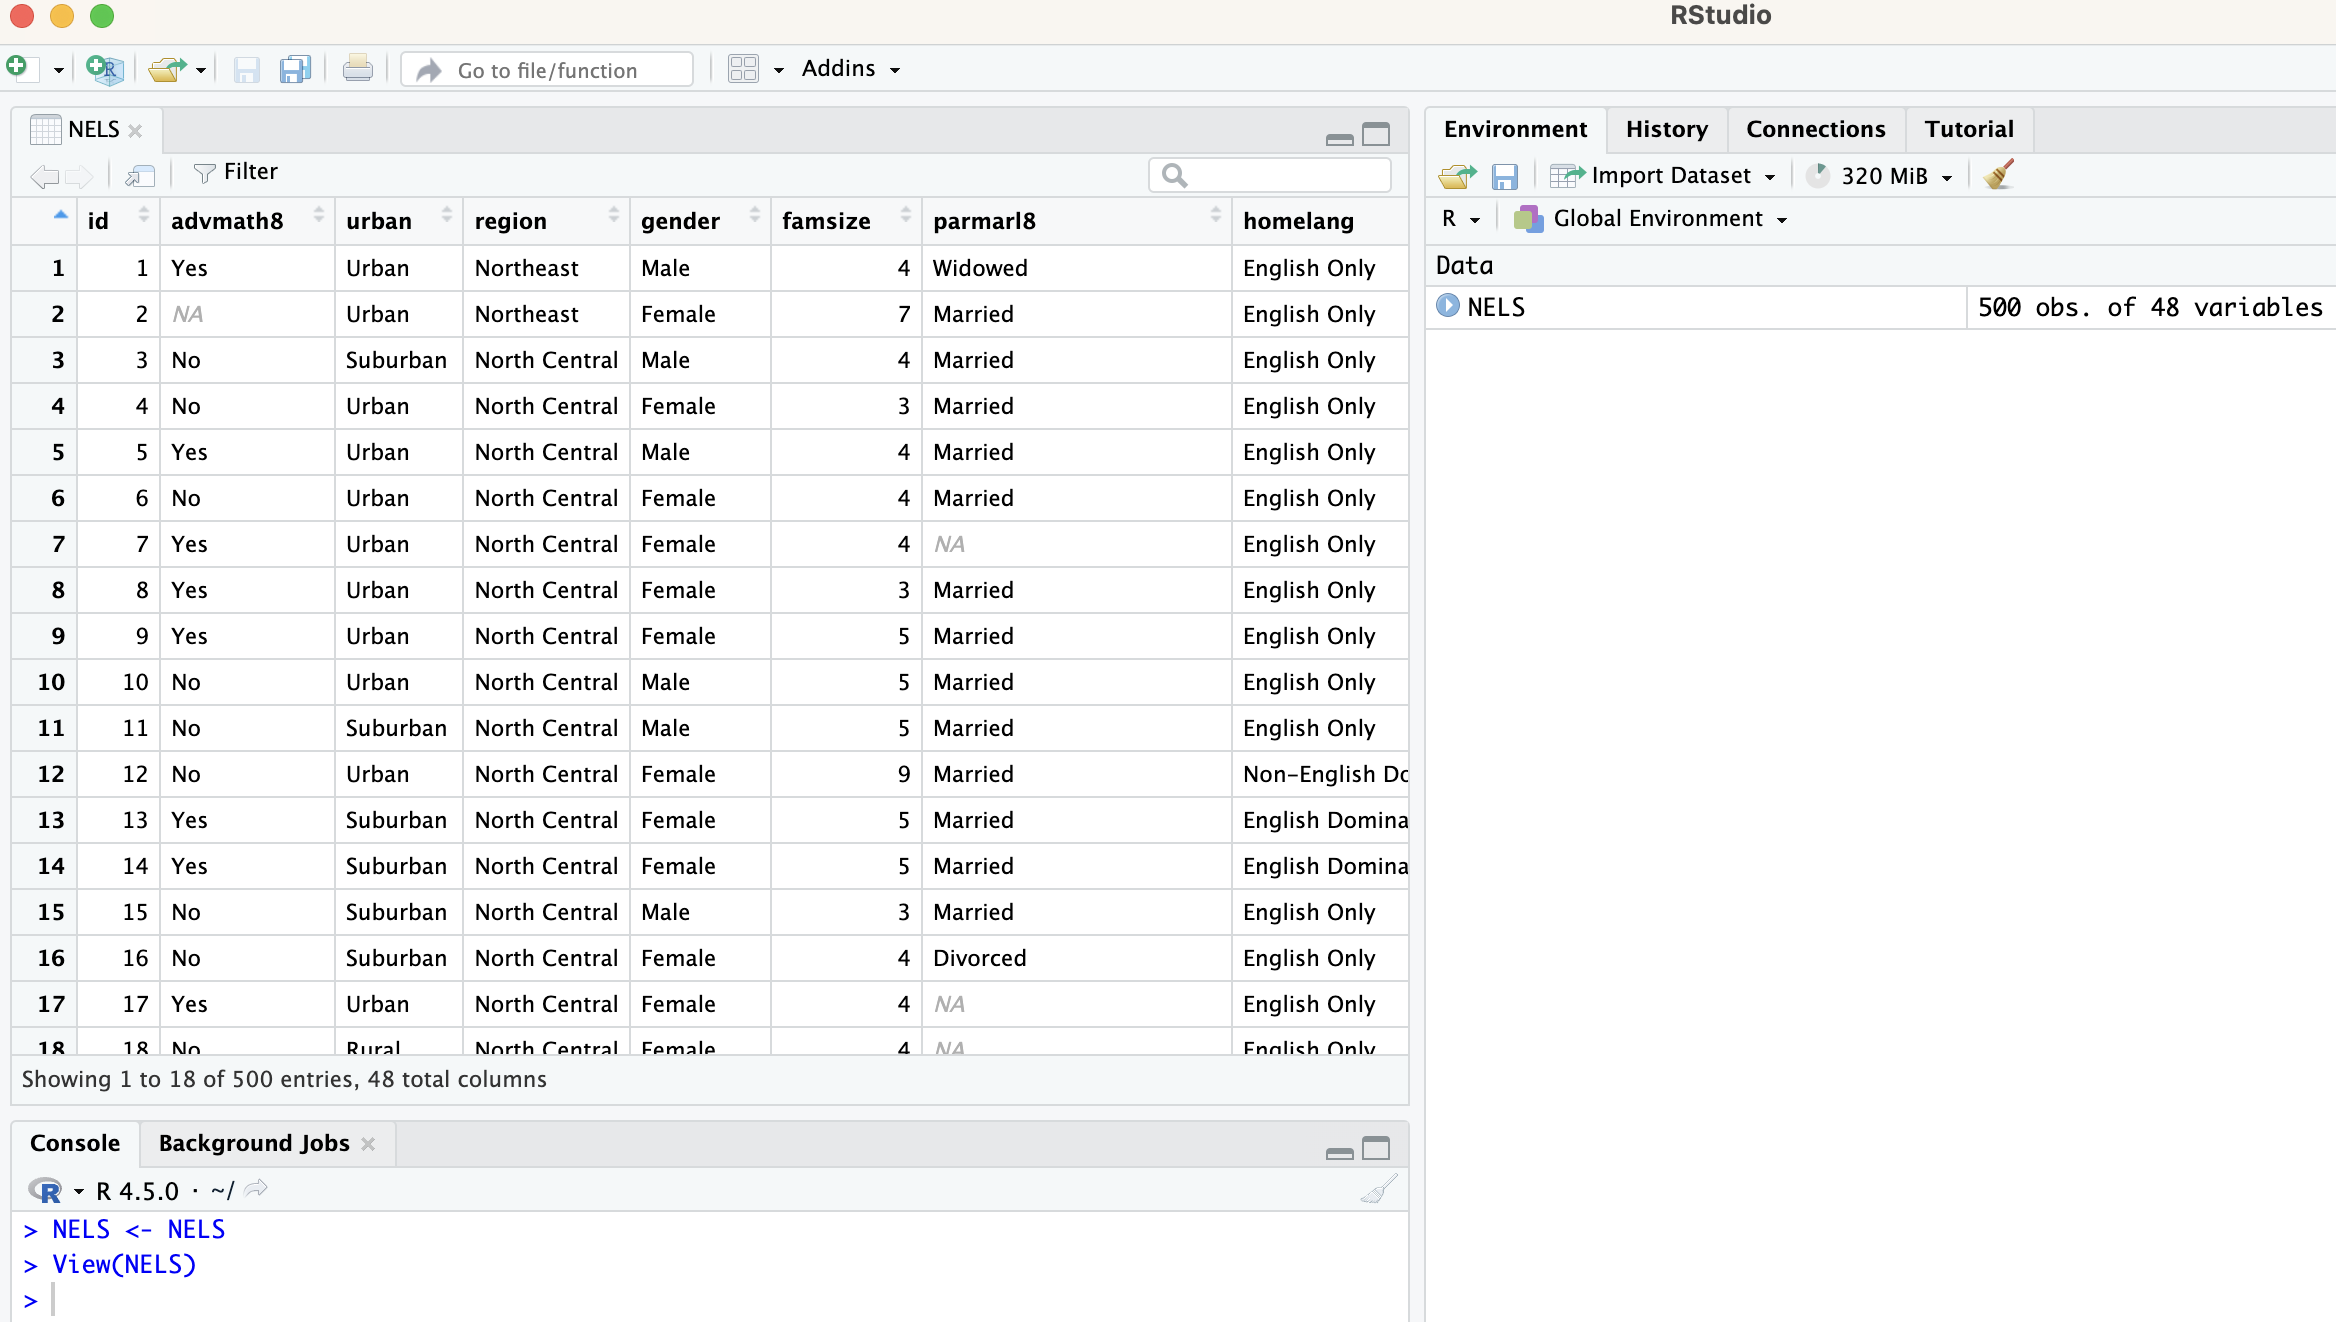 RStudio
Go to file/function Addins
NELS
Filter
id advmath8 urban region gender famsize parmarl8 homelang
1 1 Yes Urban Northeast Male 4 Widowed English Only
2 2 NA Urban Northeast Female 7 Married English Only
3 3 No Suburban North Central Male 4 Married English Only
4 4 No Urban North Central Female 3 Married English Only
5 5 Yes Urban North Central Male 4 Married English Only
6 6 No Urban North Central Female 4 Married English Only
7 7 Yes Urban North Central Female 4 NA English Only
8 8 Yes Urban North Central Female 3 Married English Only
9 9 Yes Urban North Central Female 5 Married English Only
10 10 No Urban North Central Male 5 Married English Only
11 11 No Suburban North Central Male 5 Married English Only
12 12 No Urban North Central Female 9 Married Non-English Do
13 13 Yes Suburban North Central Female 5 Married English Domina
14 14 Yes Suburban North Central Female 5 Married English Domina
15 15 No Suburban North Central Male 3 Married English Only
16 16 No Suburban North Central Female 4 Divorced English Only
17 17 Yes Urban North Central Female 4 NA English Only
18 18 No Rural North Central Female 4 NA English Only
Showing 1 to 18 of 500 entries, 48 total columns
Console Background Jobs
R R 4.5.0 · ~/
> NELS <- NELS
> View(NELS)
>
Environment History Connections Tutorial
Import Dataset 320 MiB
R Global Environment
Data
NELS 500 obs. of 48 variables